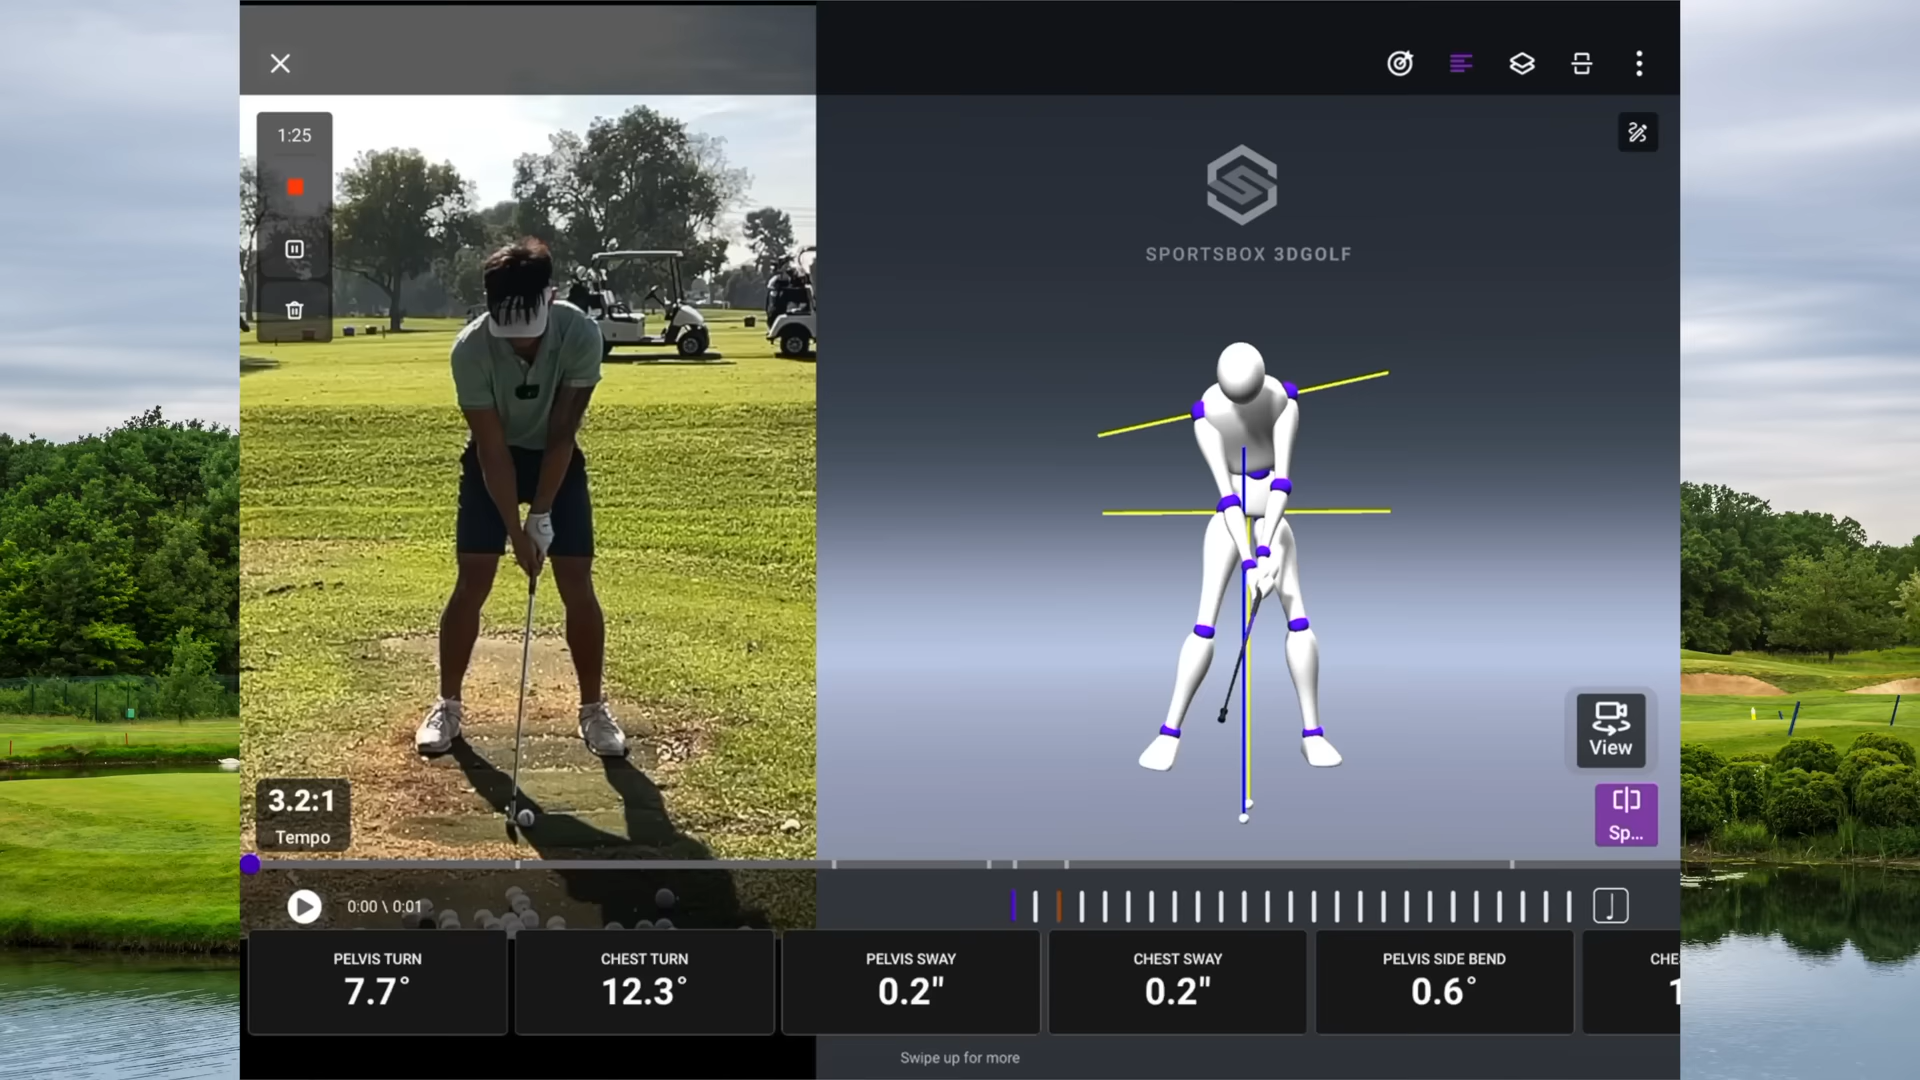 1:25
SPORTSBOX 3DGOLF
View
Sp...
3.2:1
Tempo
0:00 \ 0:01
PELVIS TURN
7.7°
CHEST TURN
12.3°
PELVIS SWAY
0.2"
CHEST SWAY
0.2"
PELVIS SIDE BEND
0.6°
CHE
1
Swipe up for more